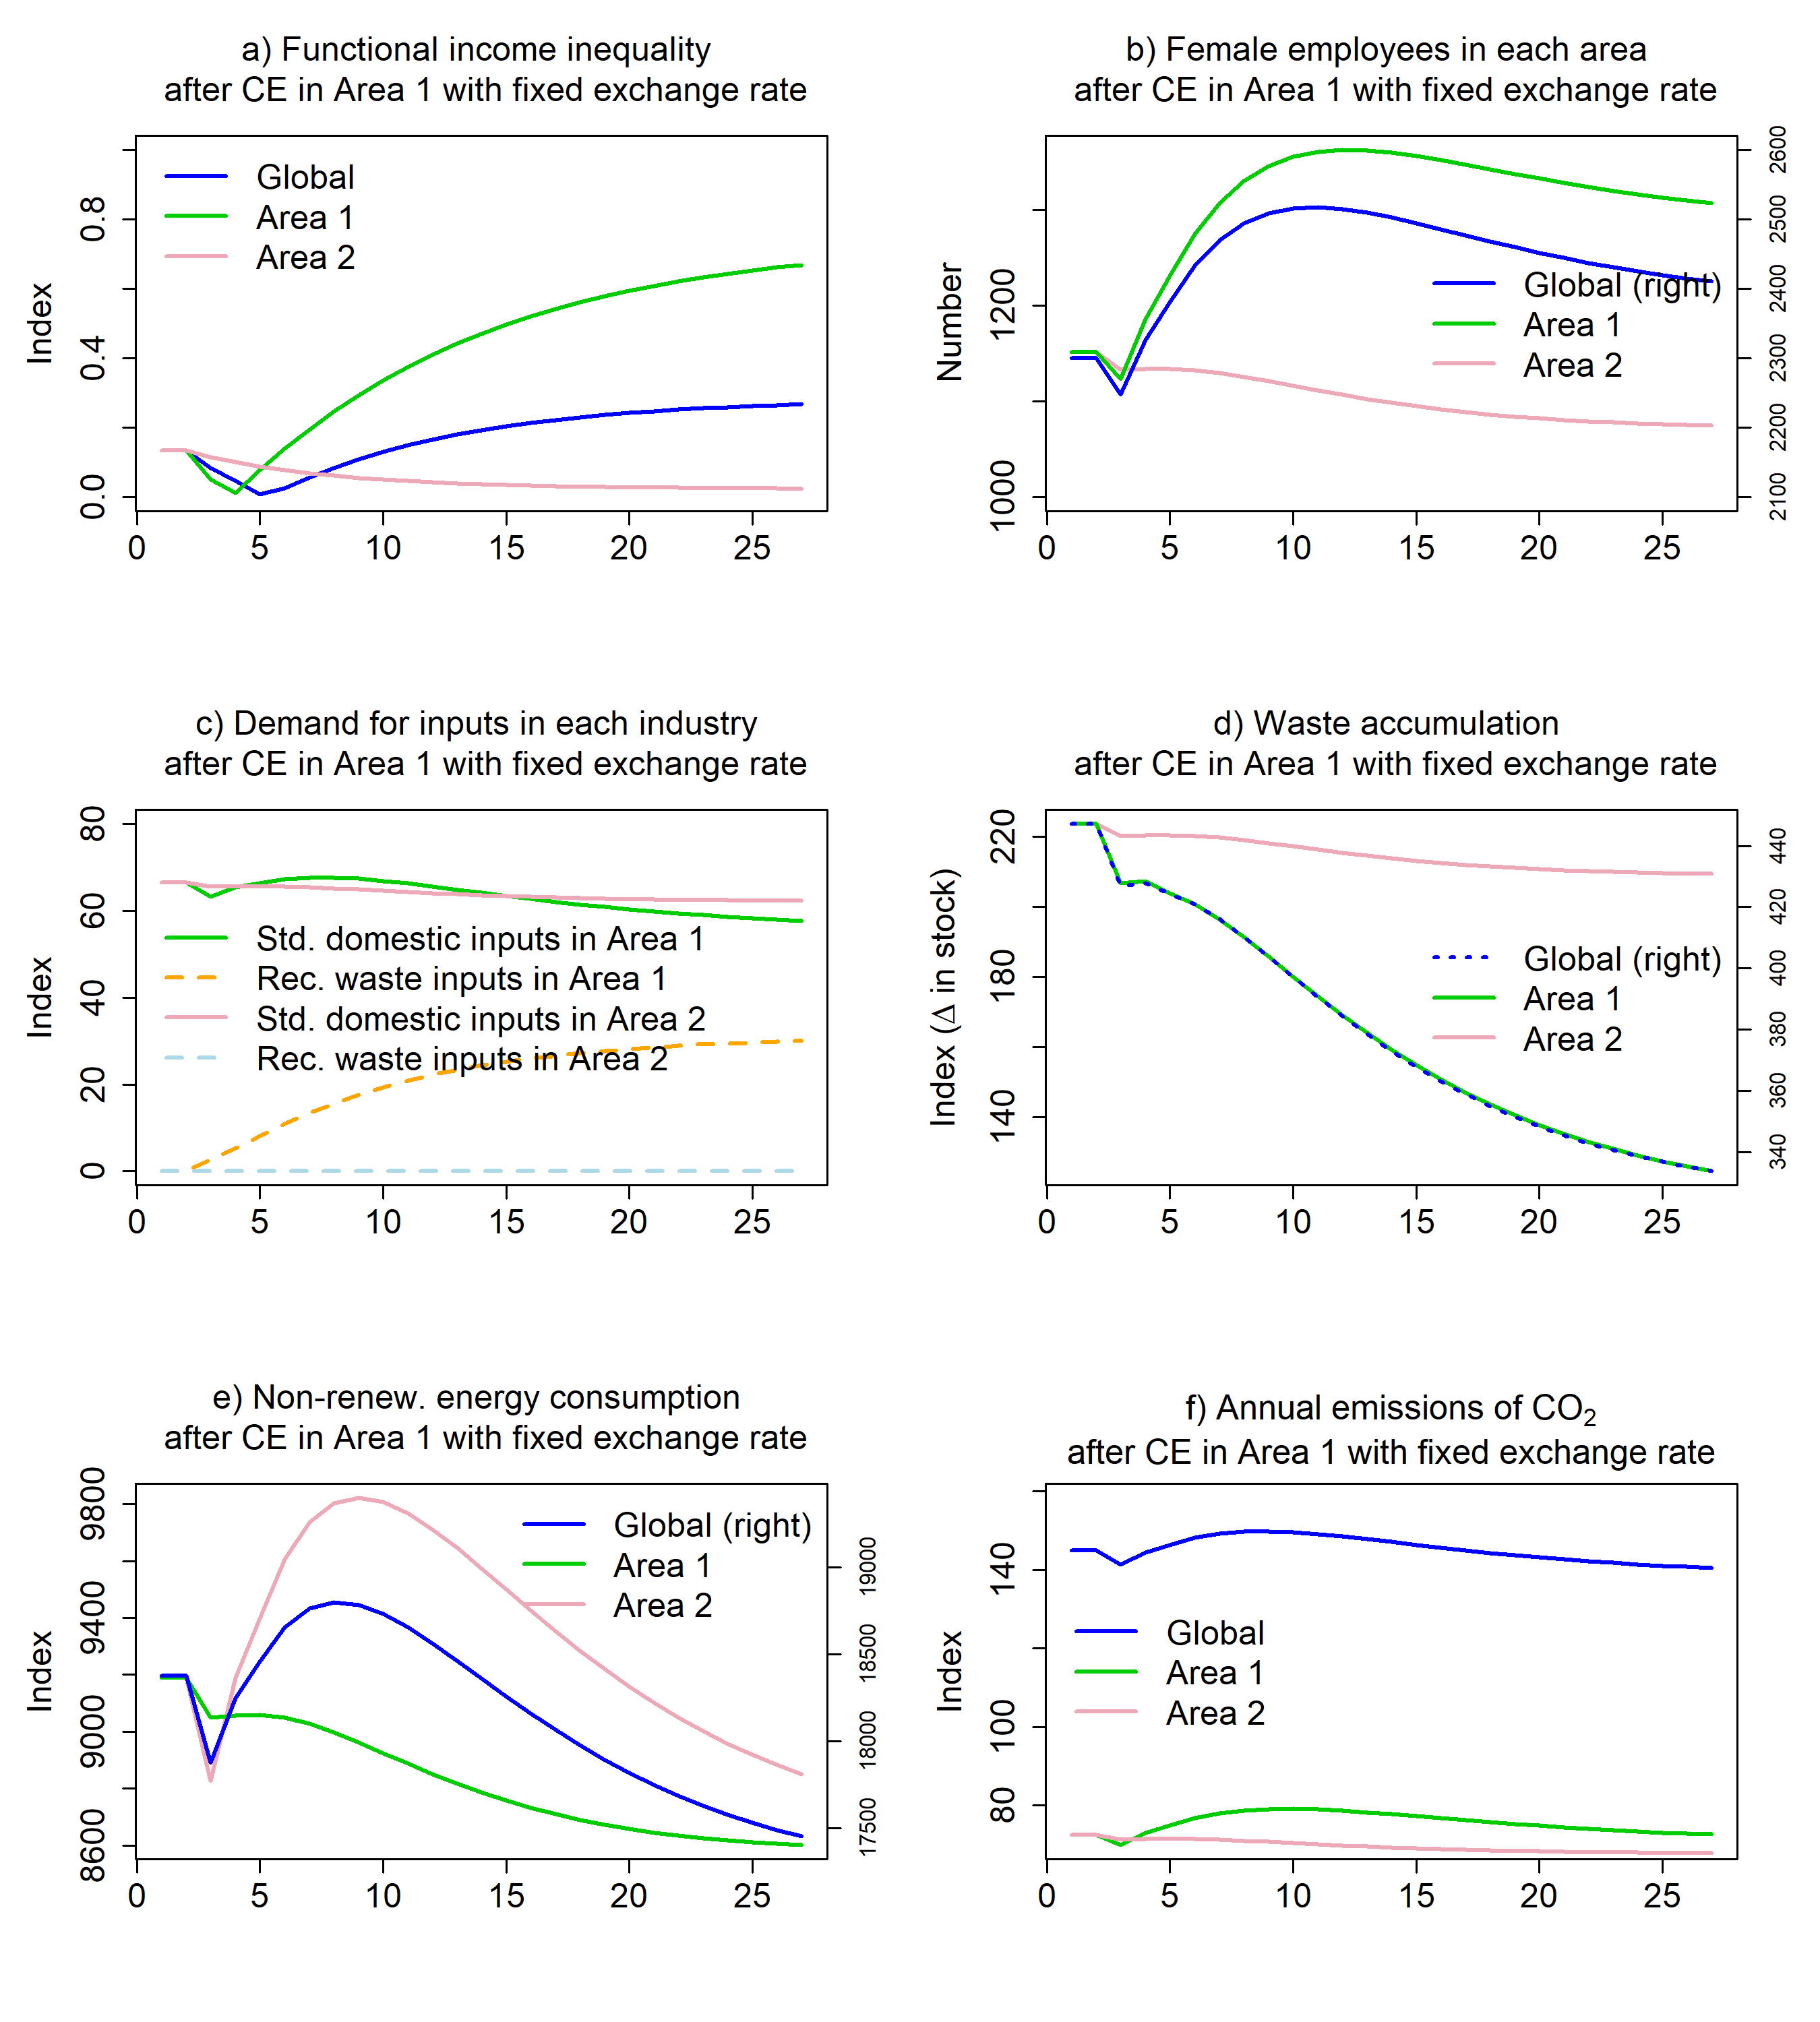 a) Functional income inequality
after CE in Area 1 with fixed exchange rate
Index
0.0 0.4 0.8
Global
Area 1
Area 2
0 5 10 15 20 25
b) Female employees in each area
after CE in Area 1 with fixed exchange rate
Number
1000 1200
Global (right)
Area 1
Area 2
2100 2200 2300 2400 2500 2600
0 5 10 15 20 25
c) Demand for inputs in each industry
after CE in Area 1 with fixed exchange rate
Index
0 20 40 60 80
Std. domestic inputs in Area 1
Rec. waste inputs in Area 1
Std. domestic inputs in Area 2
Rec. waste inputs in Area 2
0 5 10 15 20 25
d) Waste accumulation
after CE in Area 1 with fixed exchange rate
Index (Δ in stock)
140 180 220
Global (right)
Area 1
Area 2
340 360 380 400 420 440
0 5 10 15 20 25
e) Non-renew. energy consumption
after CE in Area 1 with fixed exchange rate
Index
8600 9000 9400 9800
Global (right)
Area 1
Area 2
17500 18000 18500 19000
0 5 10 15 20 25
f) Annual emissions of CO₂
after CE in Area 1 with fixed exchange rate
Index
80 100 140
Global
Area 1
Area 2
0 5 10 15 20 25